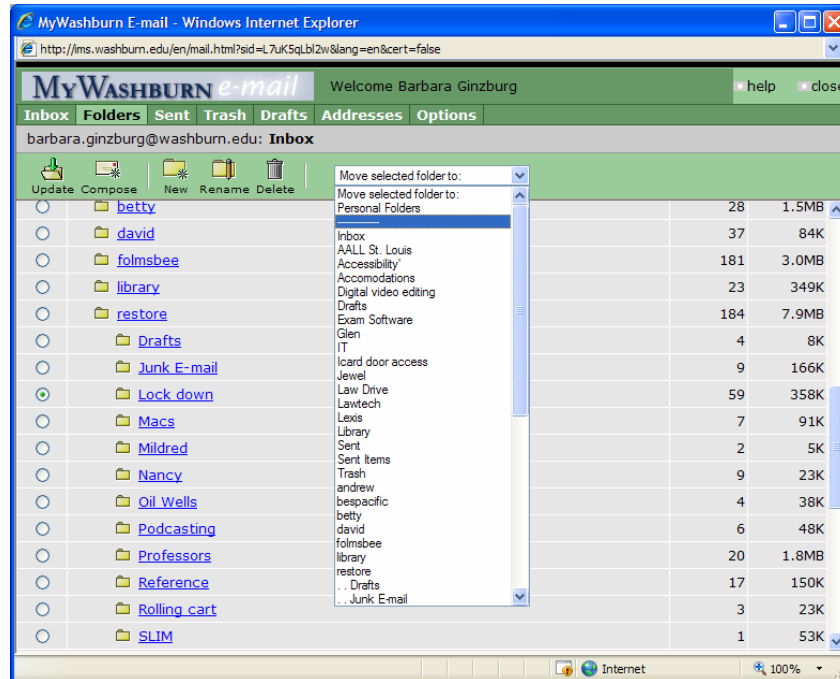 MyWashburn E-mail - Windows Internet Explorer
http://ims.washburn.edu/en/mail.html?sid=L7uK5qLbl2w&lang=en&cert=false
MYWASHBURN e-mail Welcome Barbara Ginzburg help close
Inbox Folders Sent Trash Drafts Addresses Options
barbara.ginzburg@washburn.edu: Inbox
Update Compose New Rename Delete Move selected folder to:
Move selected folder to:
Personal Folders
-------------
Inbox
AALL St. Louis
Accessibility'
Accomodations
Digital video editing
Drafts
Exam Software
Glen
IT
Icard door access
Jewel
Law Drive
Lawtech
Lexis
Library
Sent
Sent Items
Trash
andrew
bespacific
betty
david
folmsbee
library
restore
. . Drafts
. . Junk E-mail
betty 28 1.5MB
david 37 84K
folmsbee 181 3.0MB
library 23 349K
restore 184 7.9MB
Drafts 4 8K
Junk E-mail 9 166K
Lock down 59 358K
Macs 7 91K
Mildred 2 5K
Nancy 9 23K
Oil Wells 4 38K
Podcasting 6 48K
Professors 20 1.8MB
Reference 17 150K
Rolling cart 3 23K
SLIM 1 53K
Internet 100%